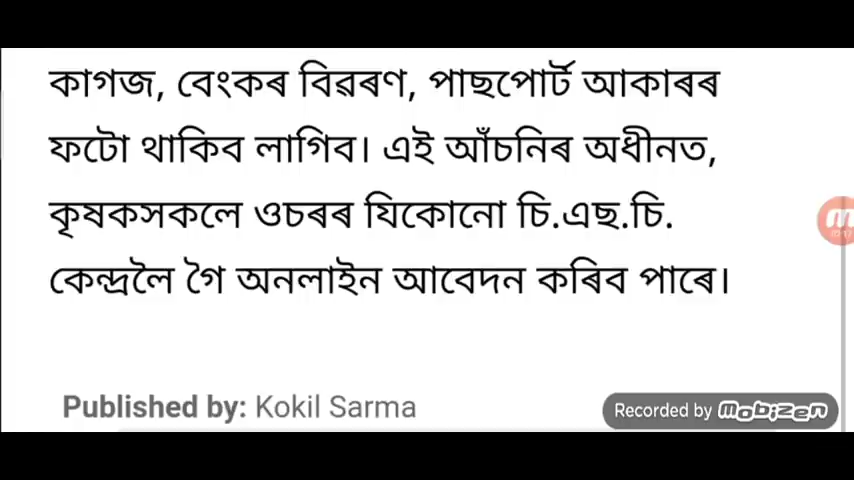 কাগজ, বেংকৰ বিৱৰণ, পাছপোৰ্ট আকাৰৰ
ফটো থাকিব লাগিব। এই আঁচনিৰ অধীনত,
কৃষকসকলে ওচৰৰ যিকোনো চি.এছ.চি.
কেন্দ্ৰলৈ গৈ অনলাইন আবেদন কৰিব পাৰে।
Published by: Kokil Sarma
Recorded by mobizen